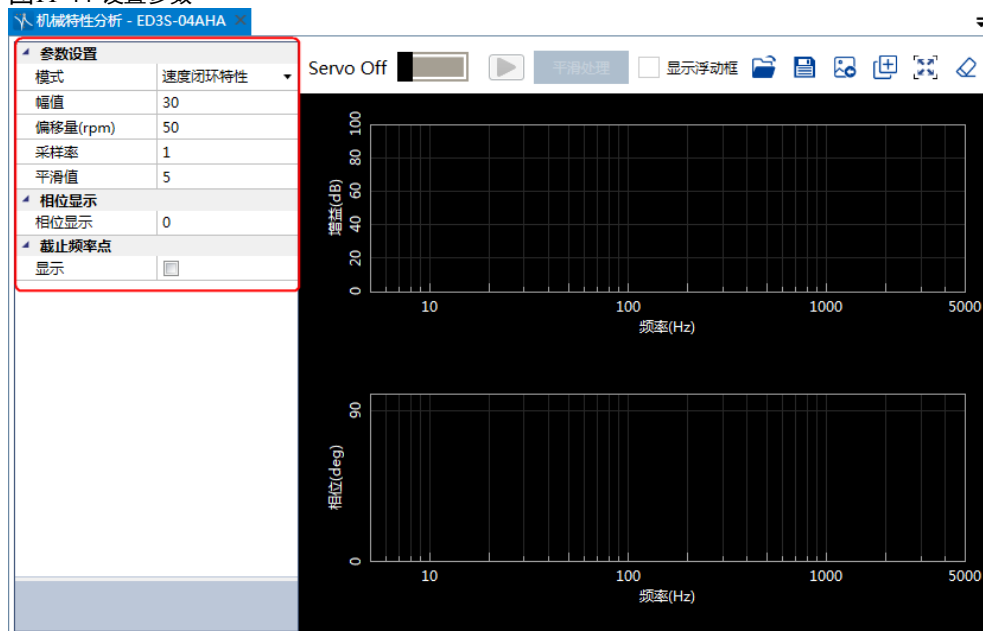 机械特性分析 - ED3S-04AHA ×
参数设置
模式 速度闭环特性
幅值 30
偏移量(rpm) 50
采样率 1
平滑值 5
相位显示
相位显示 0
截止频率点
显示
Servo Off 平滑处理 显示浮动框
增益(dB)
100
80
60
40
20
0
10 100 1000 5000
频率(Hz)
相位(deg)
90
0
10 100 1000 5000
频率(Hz)